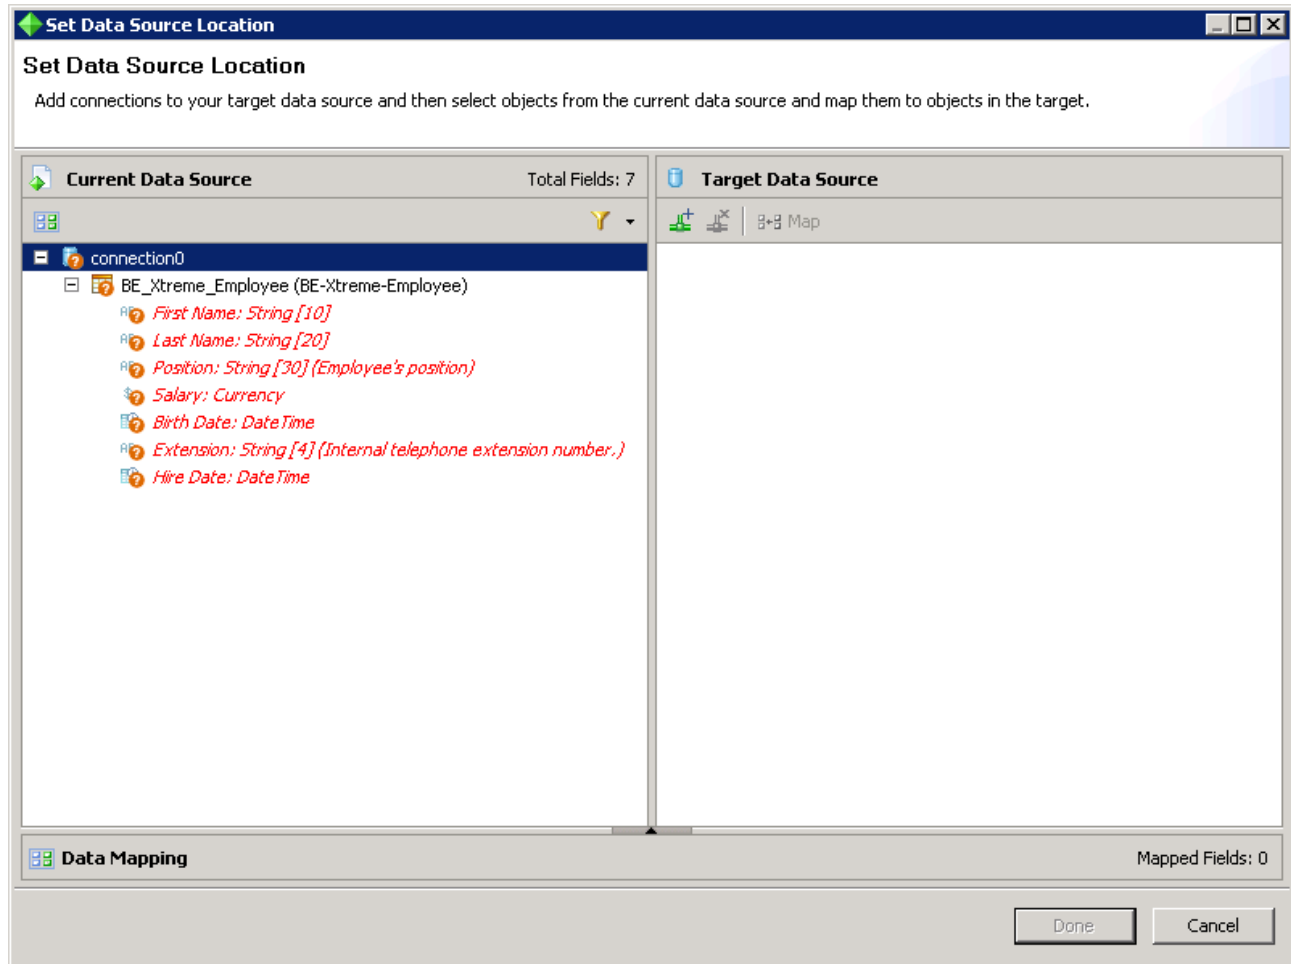 Set Data Source Location
Set Data Source Location
Add connections to your target data source and then select objects from the current data source and map them to objects in the target.
Current Data Source Total Fields: 7
Target Data Source
Map
connection0
BE_Xtreme_Employee (BE-Xtreme-Employee)
First Name: String [10]
Last Name: String [20]
Position: String [30] (Employee's position)
Salary: Currency
Birth Date: DateTime
Extension: String [4] (Internal telephone extension number.)
Hire Date: DateTime
Data Mapping Mapped Fields: 0
Done Cancel